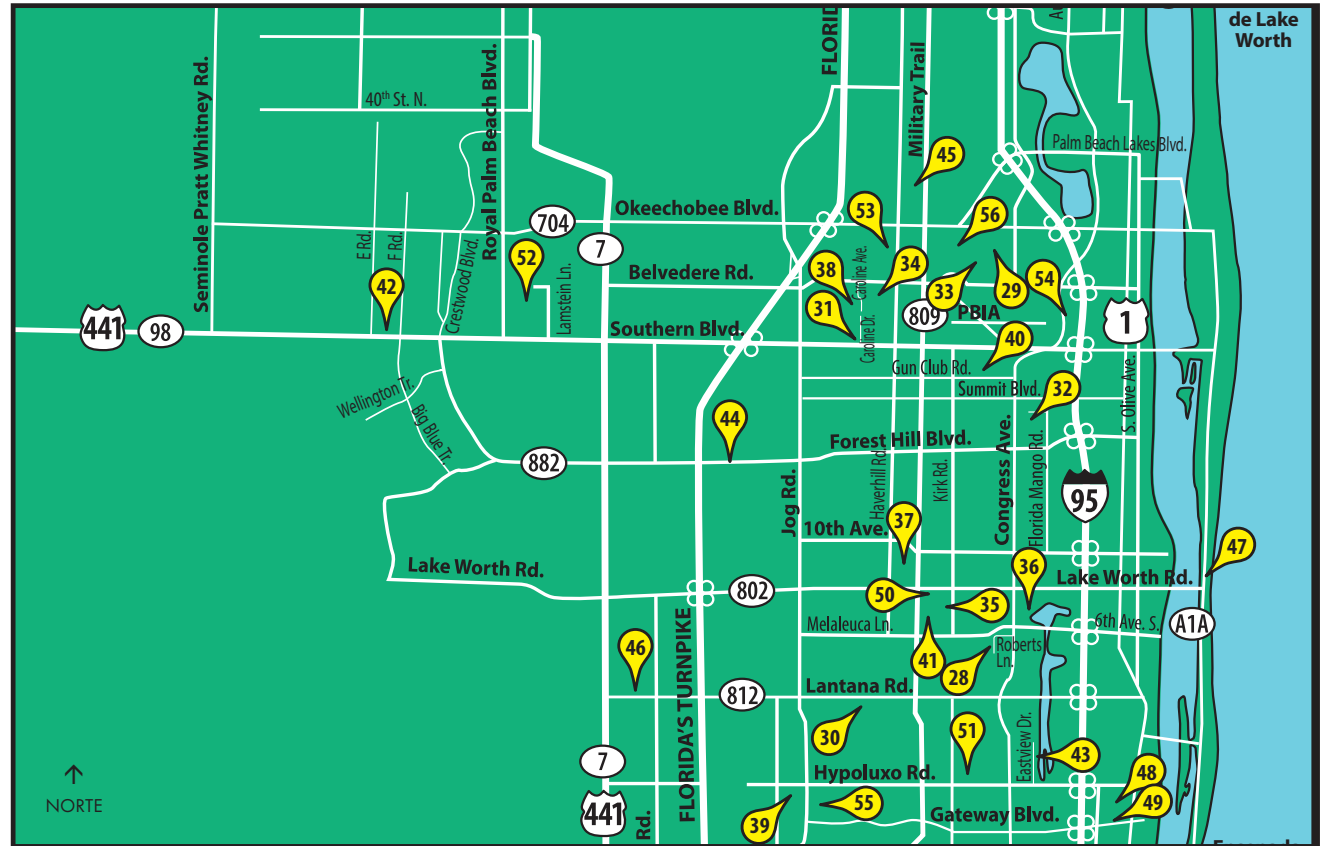 de Lake
Worth
FLORID
Seminole Pratt Whitney Rd.
Royal Palm Beach Blvd.
40th St. N.
Military Trail
Palm Beach Lakes Blvd.
45
Okeechobee Blvd.
704
7
53
56
E Rd.
F Rd.
Crestwood Blvd.
52
Lamstein Ln.
42
Belvedere Rd.
38
Caroline Ave.
34
33
29
54
31
Caroline Dr.
809
PBIA
1
441
98
Southern Blvd.
40
Gun Club Rd.
Summit Blvd.
32
S. Olive Ave.
Wellington Tr.
Big Blue Tr.
44
Forest Hill Blvd.
882
Jog Rd.
Haverhill Rd.
Kirk Rd.
Congress Ave.
Florida Mango Rd.
95
10th Ave.
37
47
Lake Worth Rd.
802
50
35
36
Lake Worth Rd.
Melaleuca Ln.
6th Ave. S.
A1A
46
41
28
Roberts
Ln.
FLORIDA'S TURNPIKE
812
Lantana Rd.
30
51
Eastview Dr.
43
7
Hypoluxo Rd.
48
49
NORTE
441
Rd.
39
55
Gateway Blvd.